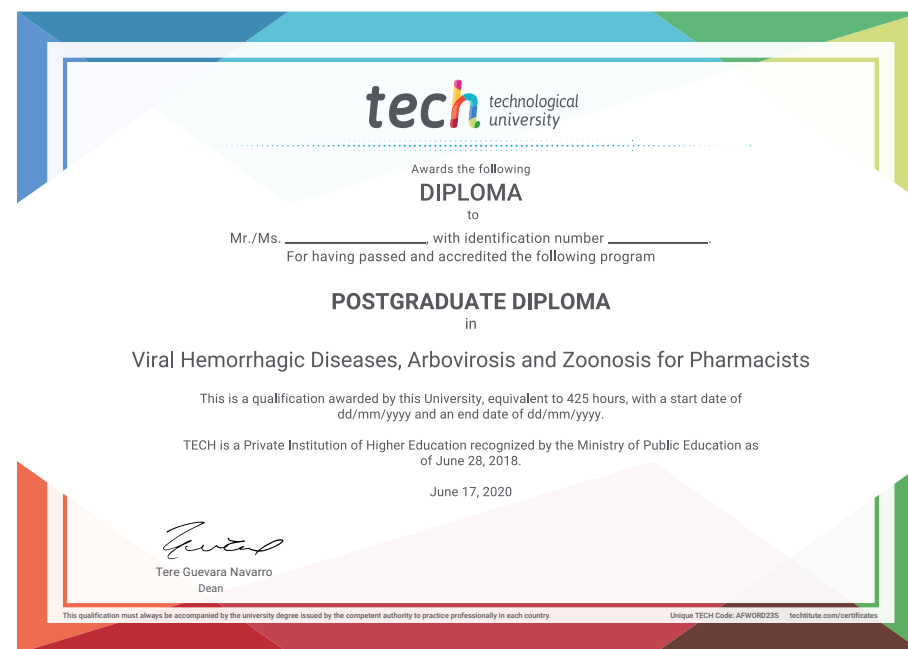 tech technological
university
Awards the following
DIPLOMA
to
Mr./Ms. ____________, with identification number ____________.
For having passed and accredited the following program
POSTGRADUATE DIPLOMA
in
Viral Hemorrhagic Diseases, Arbovirosis and Zoonosis for Pharmacists
This is a qualification awarded by this University, equivalent to 425 hours, with a start date of
dd/mm/yyyy and an end date of dd/mm/yyyy.
TECH is a Private Institution of Higher Education recognized by the Ministry of Public Education as
of June 28, 2018.
June 17, 2020
Tere Guevara Navarro
Dean
This qualification must always be accompanied by the university degree issued by the competent authority to practice professionally in each country. Unique TECH Code: AFWORD23S techtitute.com/certificates